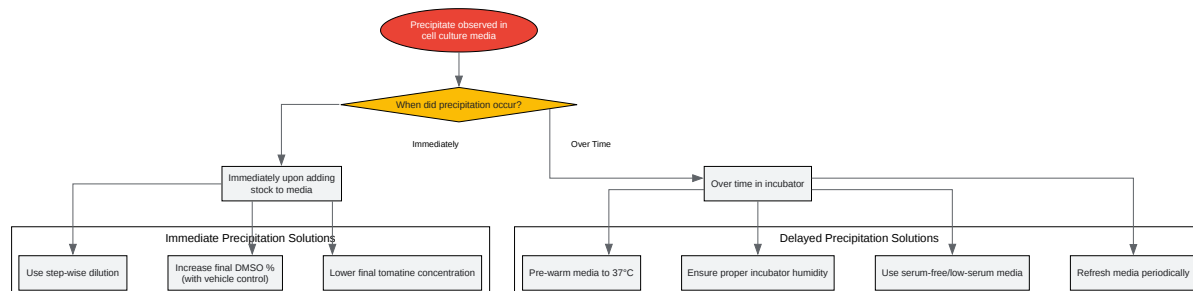 Precipitate observed in
cell culture media
When did precipitation occur?
Immediately
Over Time
Immediately upon adding
stock to media
Over time in incubator
Immediate Precipitation Solutions
Delayed Precipitation Solutions
Use step-wise dilution
Increase final DMSO %
(with vehicle control)
Lower final tomatine concentration
Pre-warm media to 37°C
Ensure proper incubator humidity
Use serum-free/low-serum media
Refresh media periodically